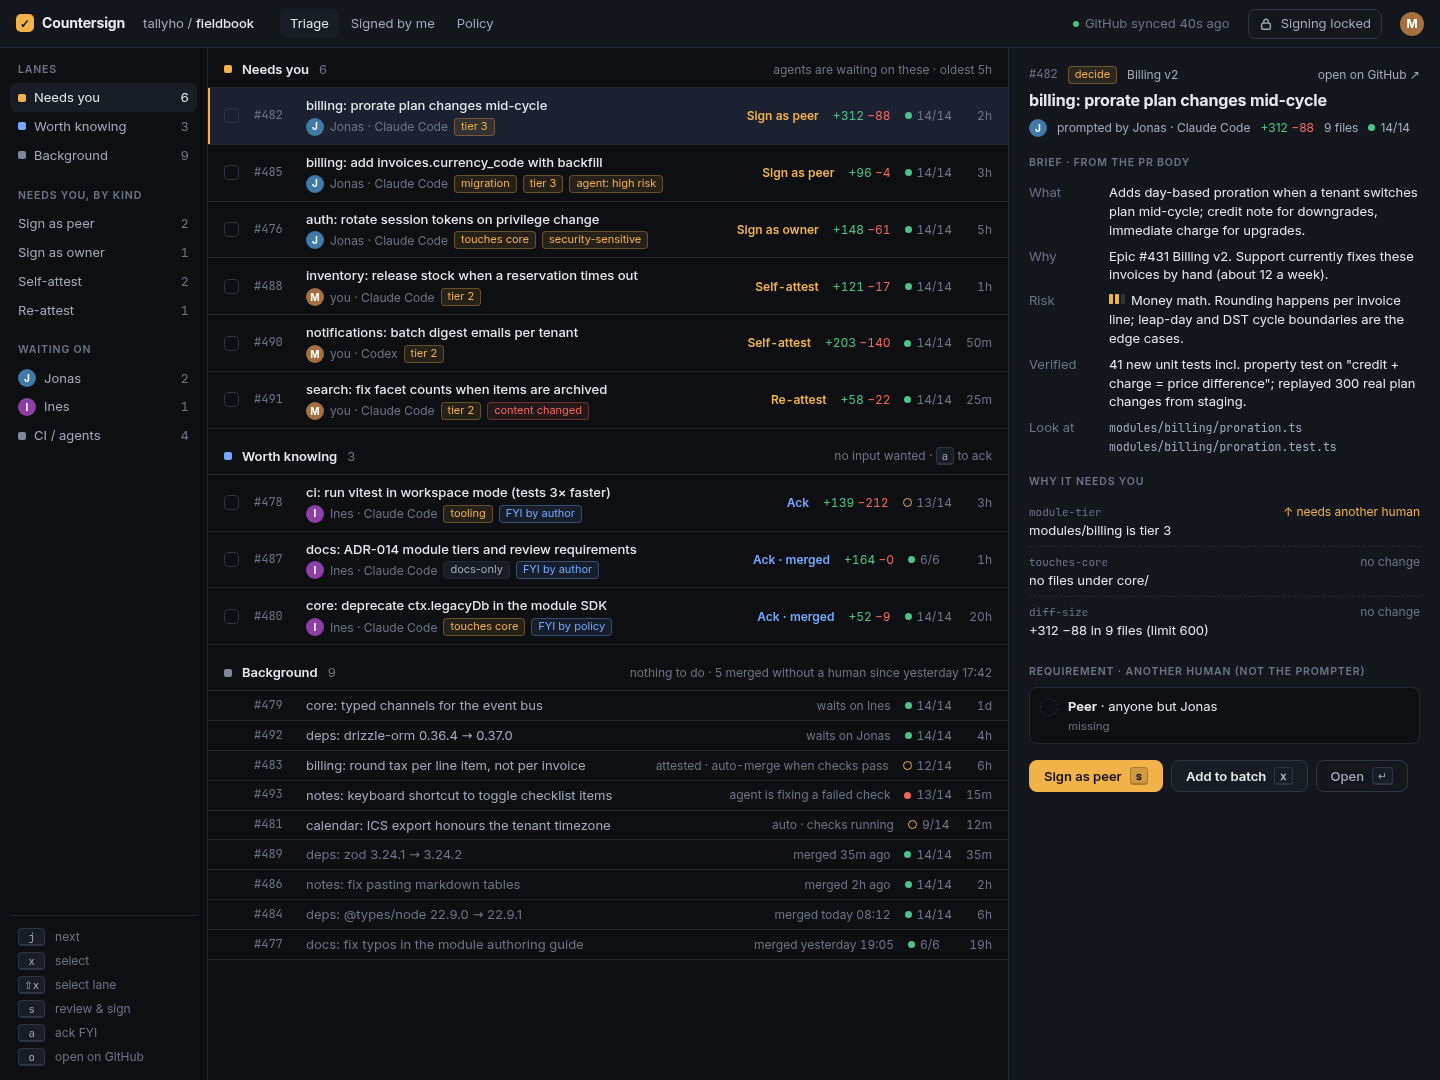 ✓ Countersign tallyho / fieldbook Triage Signed by me Policy GitHub synced 40s ago Signing locked M
LANES
Needs you 6
Worth knowing 3
Background 9
NEEDS YOU, BY KIND
Sign as peer 2
Sign as owner 1
Self-attest 2
Re-attest 1
WAITING ON
J Jonas 2
I Ines 1
CI / agents 4
j next
x select
⇧x select lane
s review & sign
a ack FYI
o open on GitHub
Needs you 6 agents are waiting on these · oldest 5h
#482 billing: prorate plan changes mid-cycle Sign as peer +312 −88 14/14 2h
J Jonas · Claude Code tier 3
#485 billing: add invoices.currency_code with backfill Sign as peer +96 −4 14/14 3h
J Jonas · Claude Code migration tier 3 agent: high risk
#476 auth: rotate session tokens on privilege change Sign as owner +148 −61 14/14 5h
J Jonas · Claude Code touches core security-sensitive
#488 inventory: release stock when a reservation times out Self-attest +121 −17 14/14 1h
M you · Claude Code tier 2
#490 notifications: batch digest emails per tenant Self-attest +203 −140 14/14 50m
M you · Codex tier 2
#491 search: fix facet counts when items are archived Re-attest +58 −22 14/14 25m
M you · Claude Code tier 2 content changed
Worth knowing 3 no input wanted · a to ack
#478 ci: run vitest in workspace mode (tests 3× faster) Ack +139 −212 13/14 3h
I Ines · Claude Code tooling FYI by author
#487 docs: ADR-014 module tiers and review requirements Ack · merged +164 −0 6/6 1h
I Ines · Claude Code docs-only FYI by author
#480 core: deprecate ctx.legacyDb in the module SDK Ack · merged +52 −9 14/14 20h
I Ines · Claude Code touches core FYI by policy
Background 9 nothing to do · 5 merged without a human since yesterday 17:42
#479 core: typed channels for the event bus waits on Ines 14/14 1d
#492 deps: drizzle-orm 0.36.4 → 0.37.0 waits on Jonas 14/14 4h
#483 billing: round tax per line item, not per invoice attested · auto-merge when checks pass 12/14 6h
#493 notes: keyboard shortcut to toggle checklist items agent is fixing a failed check 13/14 15m
#481 calendar: ICS export honours the tenant timezone auto · checks running 9/14 12m
#489 deps: zod 3.24.1 → 3.24.2 merged 35m ago 14/14 35m
#486 notes: fix pasting markdown tables merged 2h ago 14/14 2h
#484 deps: @types/node 22.9.0 → 22.9.1 merged today 08:12 14/14 6h
#477 docs: fix typos in the module authoring guide merged yesterday 19:05 6/6 19h
#482 decide Billing v2 open on GitHub ↗
billing: prorate plan changes mid-cycle
J prompted by Jonas · Claude Code +312 −88 9 files 14/14
BRIEF · FROM THE PR BODY
What Adds day-based proration when a tenant switches
plan mid-cycle; credit note for downgrades,
immediate charge for upgrades.
Why Epic #431 Billing v2. Support currently fixes these
invoices by hand (about 12 a week).
Risk Money math. Rounding happens per invoice
line; leap-day and DST cycle boundaries are the
edge cases.
Verified 41 new unit tests incl. property test on "credit +
charge = price difference"; replayed 300 real plan
changes from staging.
Look at modules/billing/proration.ts
modules/billing/proration.test.ts
WHY IT NEEDS YOU
module-tier ↑ needs another human
modules/billing is tier 3
touches-core no change
no files under core/
diff-size no change
+312 −88 in 9 files (limit 600)
REQUIREMENT · ANOTHER HUMAN (NOT THE PROMPTER)
Peer · anyone but Jonas
missing
Sign as peer s Add to batch x Open ↵